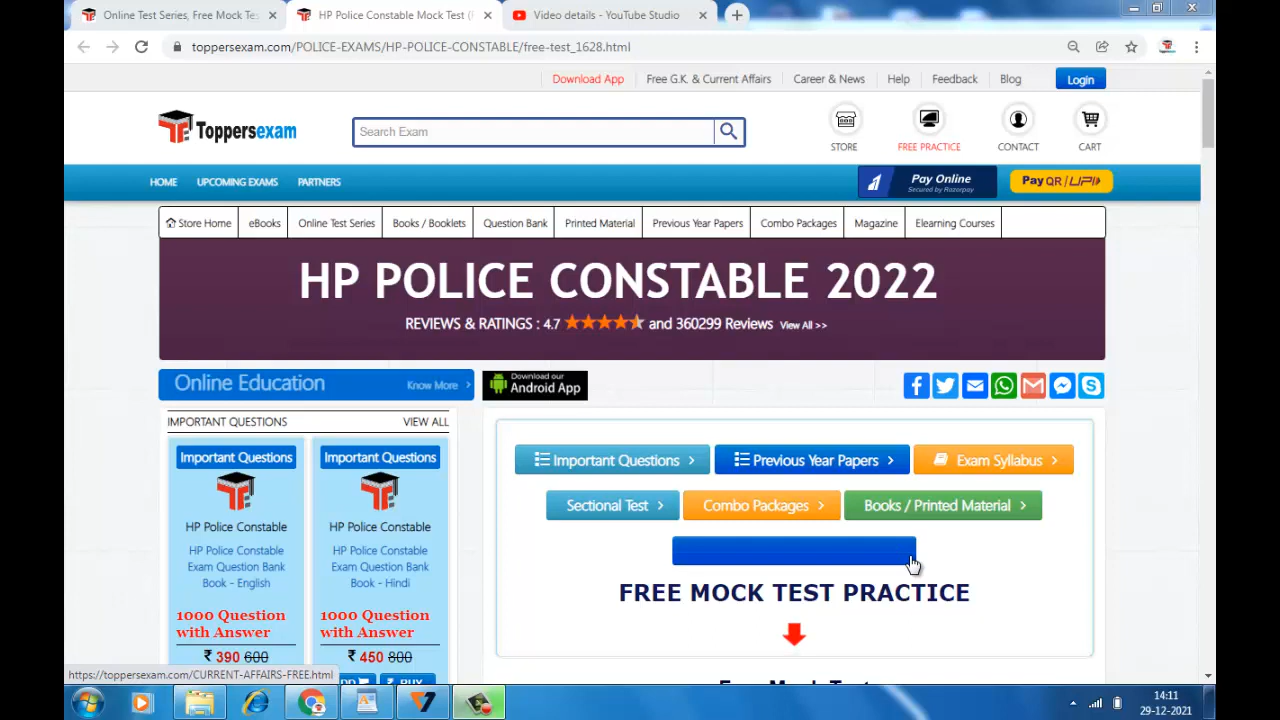 Online Test Series, Free Mock Tes
HP Police Constable Mock Test (
Video details - YouTube Studio
toppersexam.com/POLICE-EXAMS/HP-POLICE-CONSTABLE/free-test_1628.html
Download App
Free G.K. & Current Affairs
Career & News
Help
Feedback
Blog
Login
Toppersexam
Search Exam
STORE
FREE PRACTICE
CONTACT
CART
HOME
UPCOMING EXAMS
PARTNERS
Pay Online
Secured by Razorpay
Pay QR / UPI
Store Home
eBooks
Online Test Series
Books / Booklets
Question Bank
Printed Material
Previous Year Papers
Combo Packages
Magazine
Elearning Courses
HP POLICE CONSTABLE 2022
REVIEWS & RATINGS : 4.7 and 360299 Reviews View All >>
Online Education
Know More >
Download our
Android App
IMPORTANT QUESTIONS
VIEW ALL
Important Questions
HP Police Constable
HP Police Constable
Exam Question Bank
Book - English
1000 Question
with Answer
₹ 390 600
Important Questions
HP Police Constable
HP Police Constable
Exam Question Bank
Book - Hindi
1000 Question
with Answer
₹ 450 800
Important Questions >
Previous Year Papers >
Exam Syllabus >
Sectional Test >
Combo Packages >
Books / Printed Material >
FREE MOCK TEST PRACTICE
https://toppersexam.com/CURRENT-AFFAIRS-FREE.html
14:11
29-12-2021